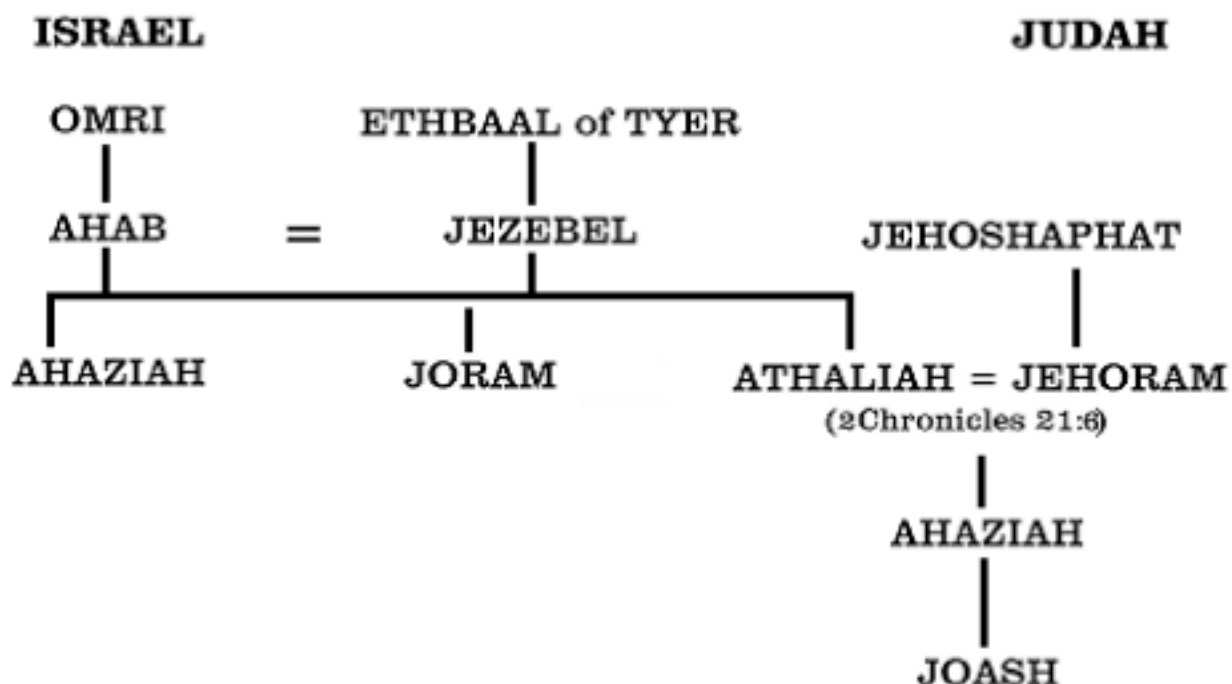 ISRAEL JUDAH
OMRI ETHBAAL of TYER
AHAB = JEZEBEL JEHOSHAPHAT
AHAZIAH JORAM ATHALIAH = JEHORAM
(2Chronicles 21:6)
AHAZIAH
JOASH